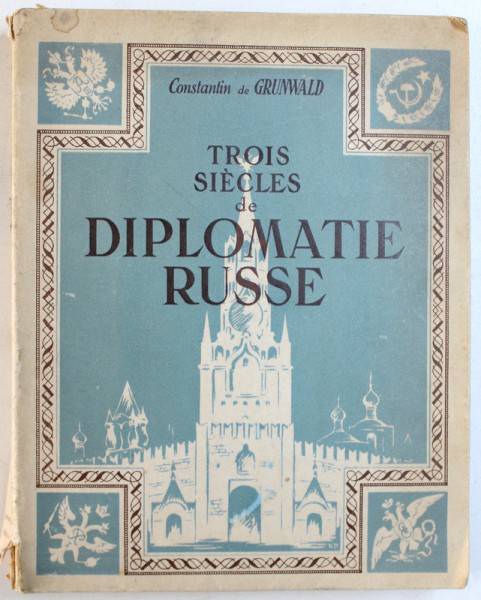 Constantin de GRUNWALD
TROIS
SIÈCLES
de
DIPLOMATIE
RUSSE